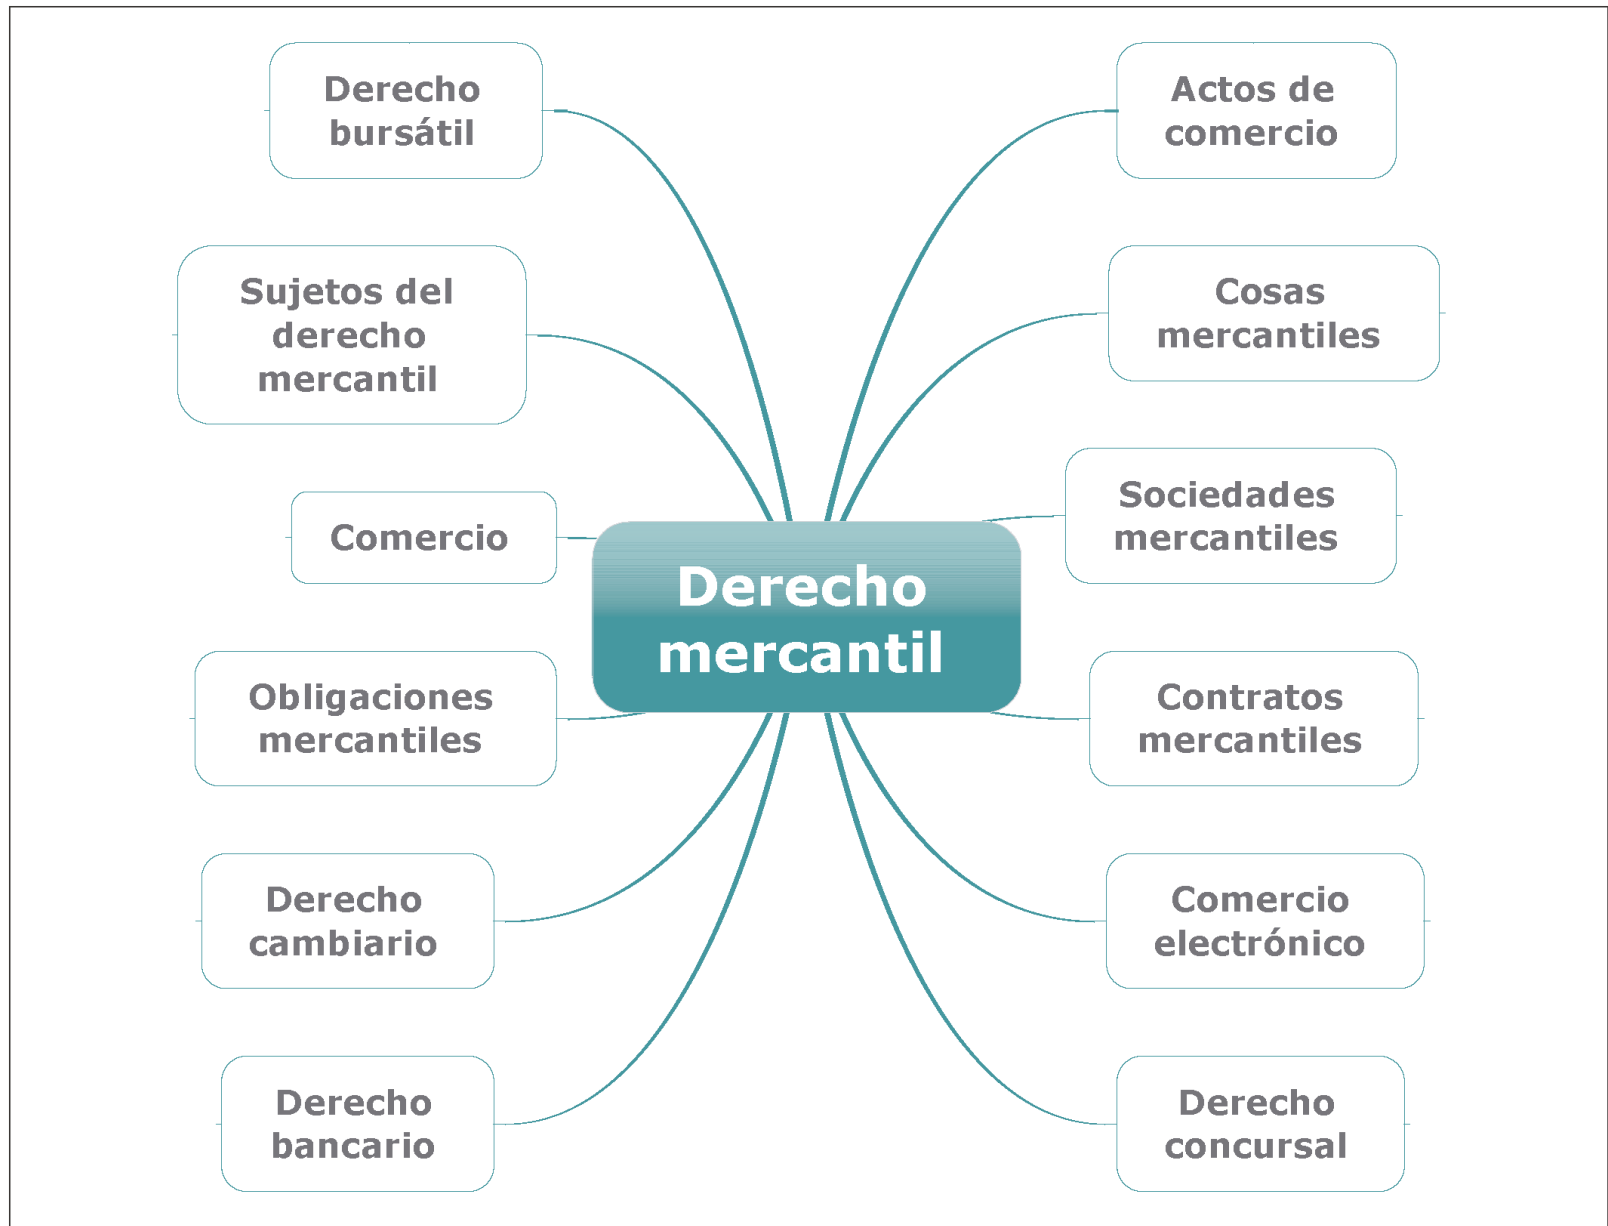 Derecho
bursátil
Actos de
comercio
Sujetos del
derecho
mercantil
Cosas
mercantiles
Comercio
Sociedades
mercantiles
Derecho
mercantil
Obligaciones
mercantiles
Contratos
mercantiles
Derecho
cambiario
Comercio
electrónico
Derecho
bancario
Derecho
concursal